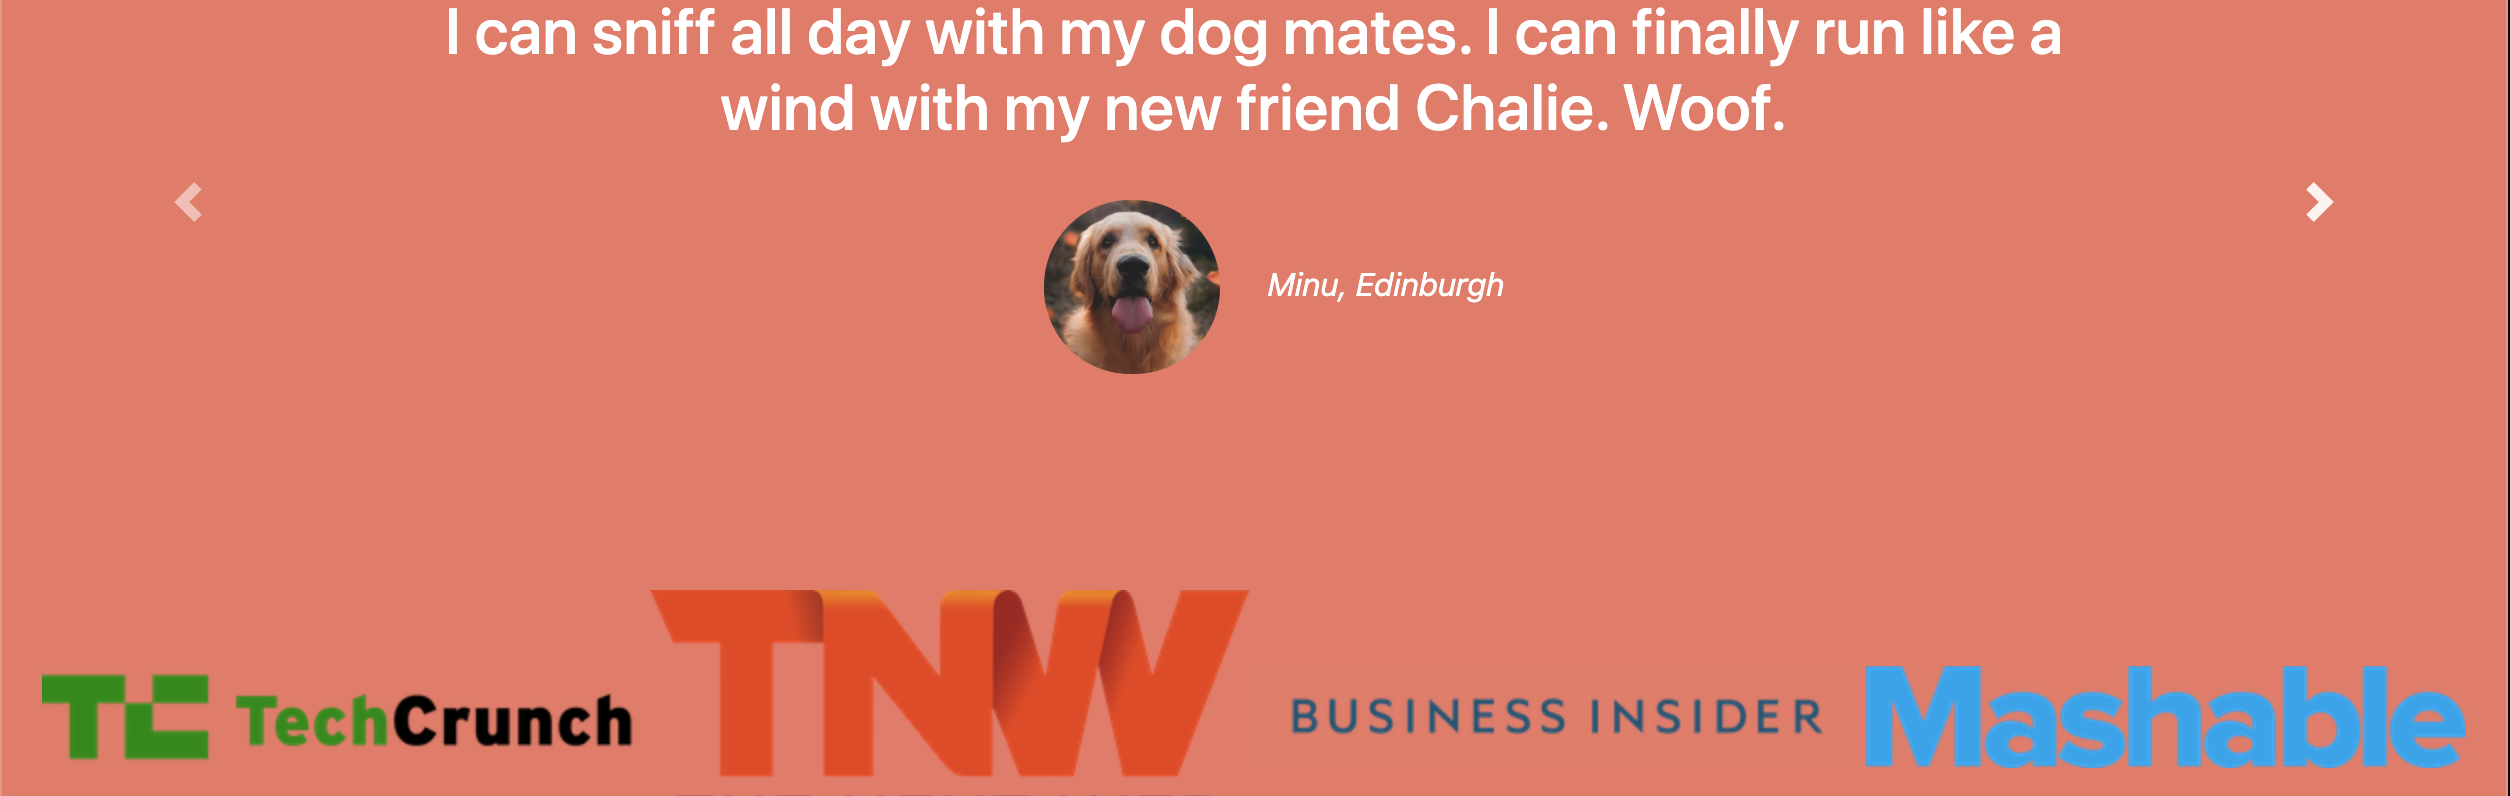 I can sniff all day with my dog mates. I can finally run like a
wind with my new friend Chalie. Woof.
Minu, Edinburgh
TC TechCrunch
TNW
BUSINESS INSIDER
Mashable